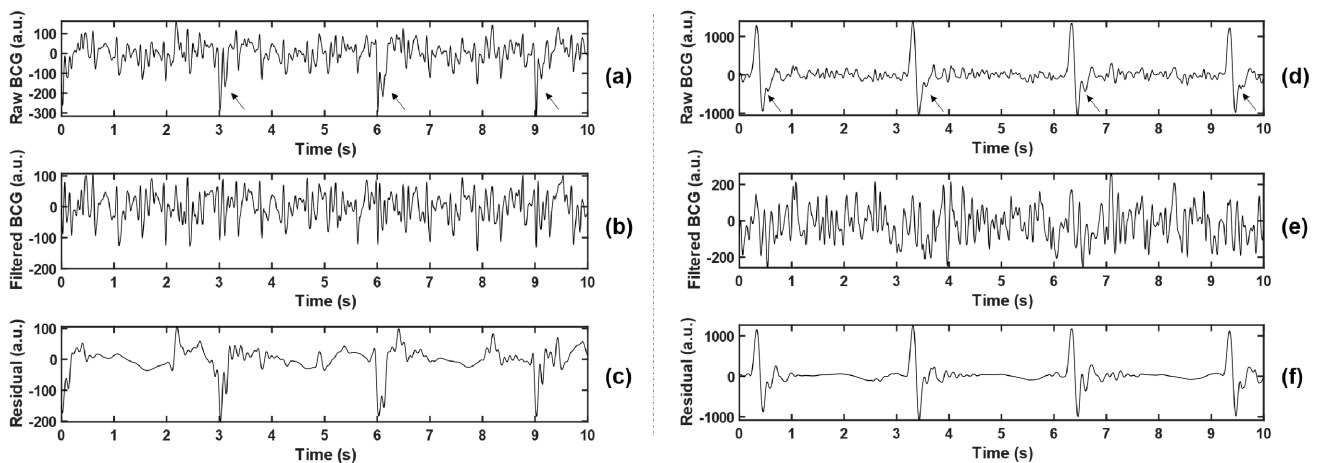 Raw BCG (a.u.)
100
0
-100
-200
-300
0 1 2 3 4 5 6 7 8 9 10
Time (s)
(a)
Filtered BCG (a.u.)
100
0
-100
-200
0 1 2 3 4 5 6 7 8 9 10
Time (s)
(b)
Residual (a.u.)
100
0
-100
-200
0 1 2 3 4 5 6 7 8 9 10
Time (s)
(c)
Raw BCG (a.u.)
1000
0
-1000
0 1 2 3 4 5 6 7 8 9 10
Time (s)
(d)
Filtered BCG (a.u.)
200
0
-200
0 1 2 3 4 5 6 7 8 9 10
Time (s)
(e)
Residual (a.u.)
1000
0
-1000
0 1 2 3 4 5 6 7 8 9 10
Time (s)
(f)